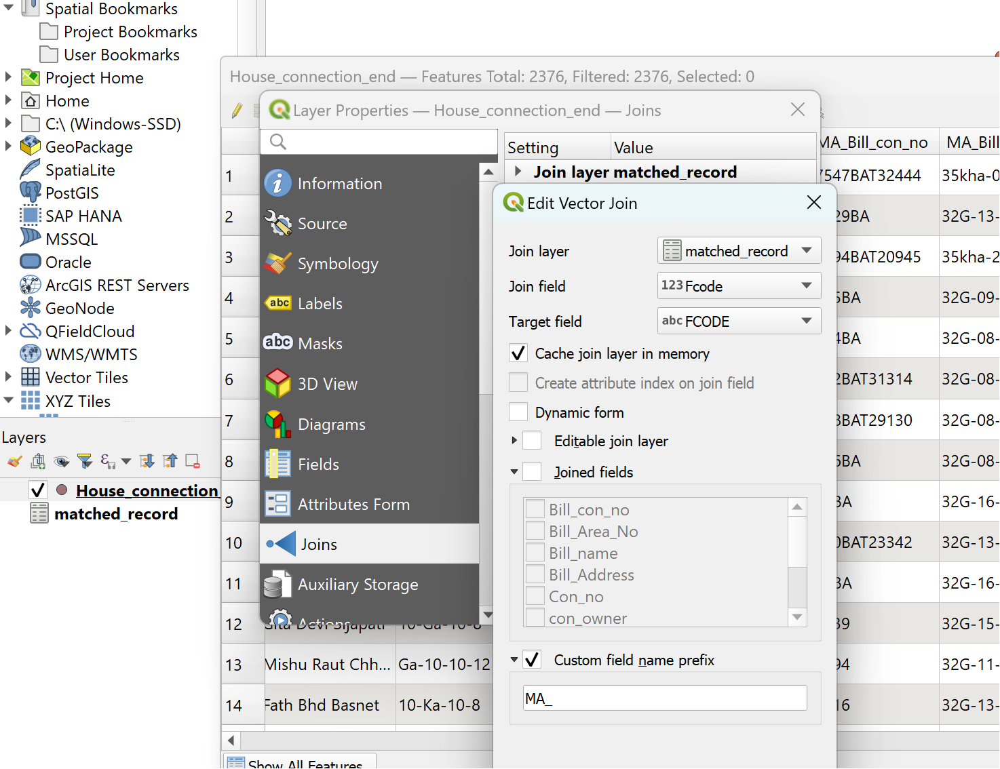 Spatial Bookmarks
Project Bookmarks
User Bookmarks
Project Home
Home
C:\ (Windows-SSD)
GeoPackage
SpatiaLite
PostGIS
SAP HANA
MSSQL
Oracle
ArcGIS REST Servers
GeoNode
QFieldCloud
WMS/WMTS
Vector Tiles
XYZ Tiles
Layers
House_connection_
matched_record
House_connection_end — Features Total: 2376, Filtered: 2376, Selected: 0
Layer Properties — House_connection_end — Joins
Information
Source
abc Labels
Symbology
abc Masks
3D View
Diagrams
Fields
Attributes Form
Joins
Auxiliary Storage
Actions
Setting Value
Join layer matched_record
Edit Vector Join
Join layer matched_record
Join field 123 Fcode
Target field abc FCODE
Cache join layer in memory
Create attribute index on join field
Dynamic form
Editable join layer
Joined fields
Bill_con_no
Bill_Area_No
Bill_name
Bill_Address
Con_no
con_owner
Custom field name prefix
MA_
MA_Bill_con_no MA_Bill
1 7547BAT32444 35kha-0
2 29BA 32G-13-
3 94BAT20945 35kha-2
4 5BA 32G-09-
5 4BA 32G-08-
6 2BAT31314 32G-08-
7 3BAT29130 32G-08-
8 5BA 32G-08-
9 3A 32G-16-
10 0BAT23342 32G-13-
11 3A 32G-16-
12 Gita Devi Sijapati 10-Ga-10-8 39 32G-15-
13 Mishu Raut Chh... Ga-10-10-12 94 32G-11-
14 Fath Bhd Basnet 10-Ka-10-8 16 32G-13-
Show All Features